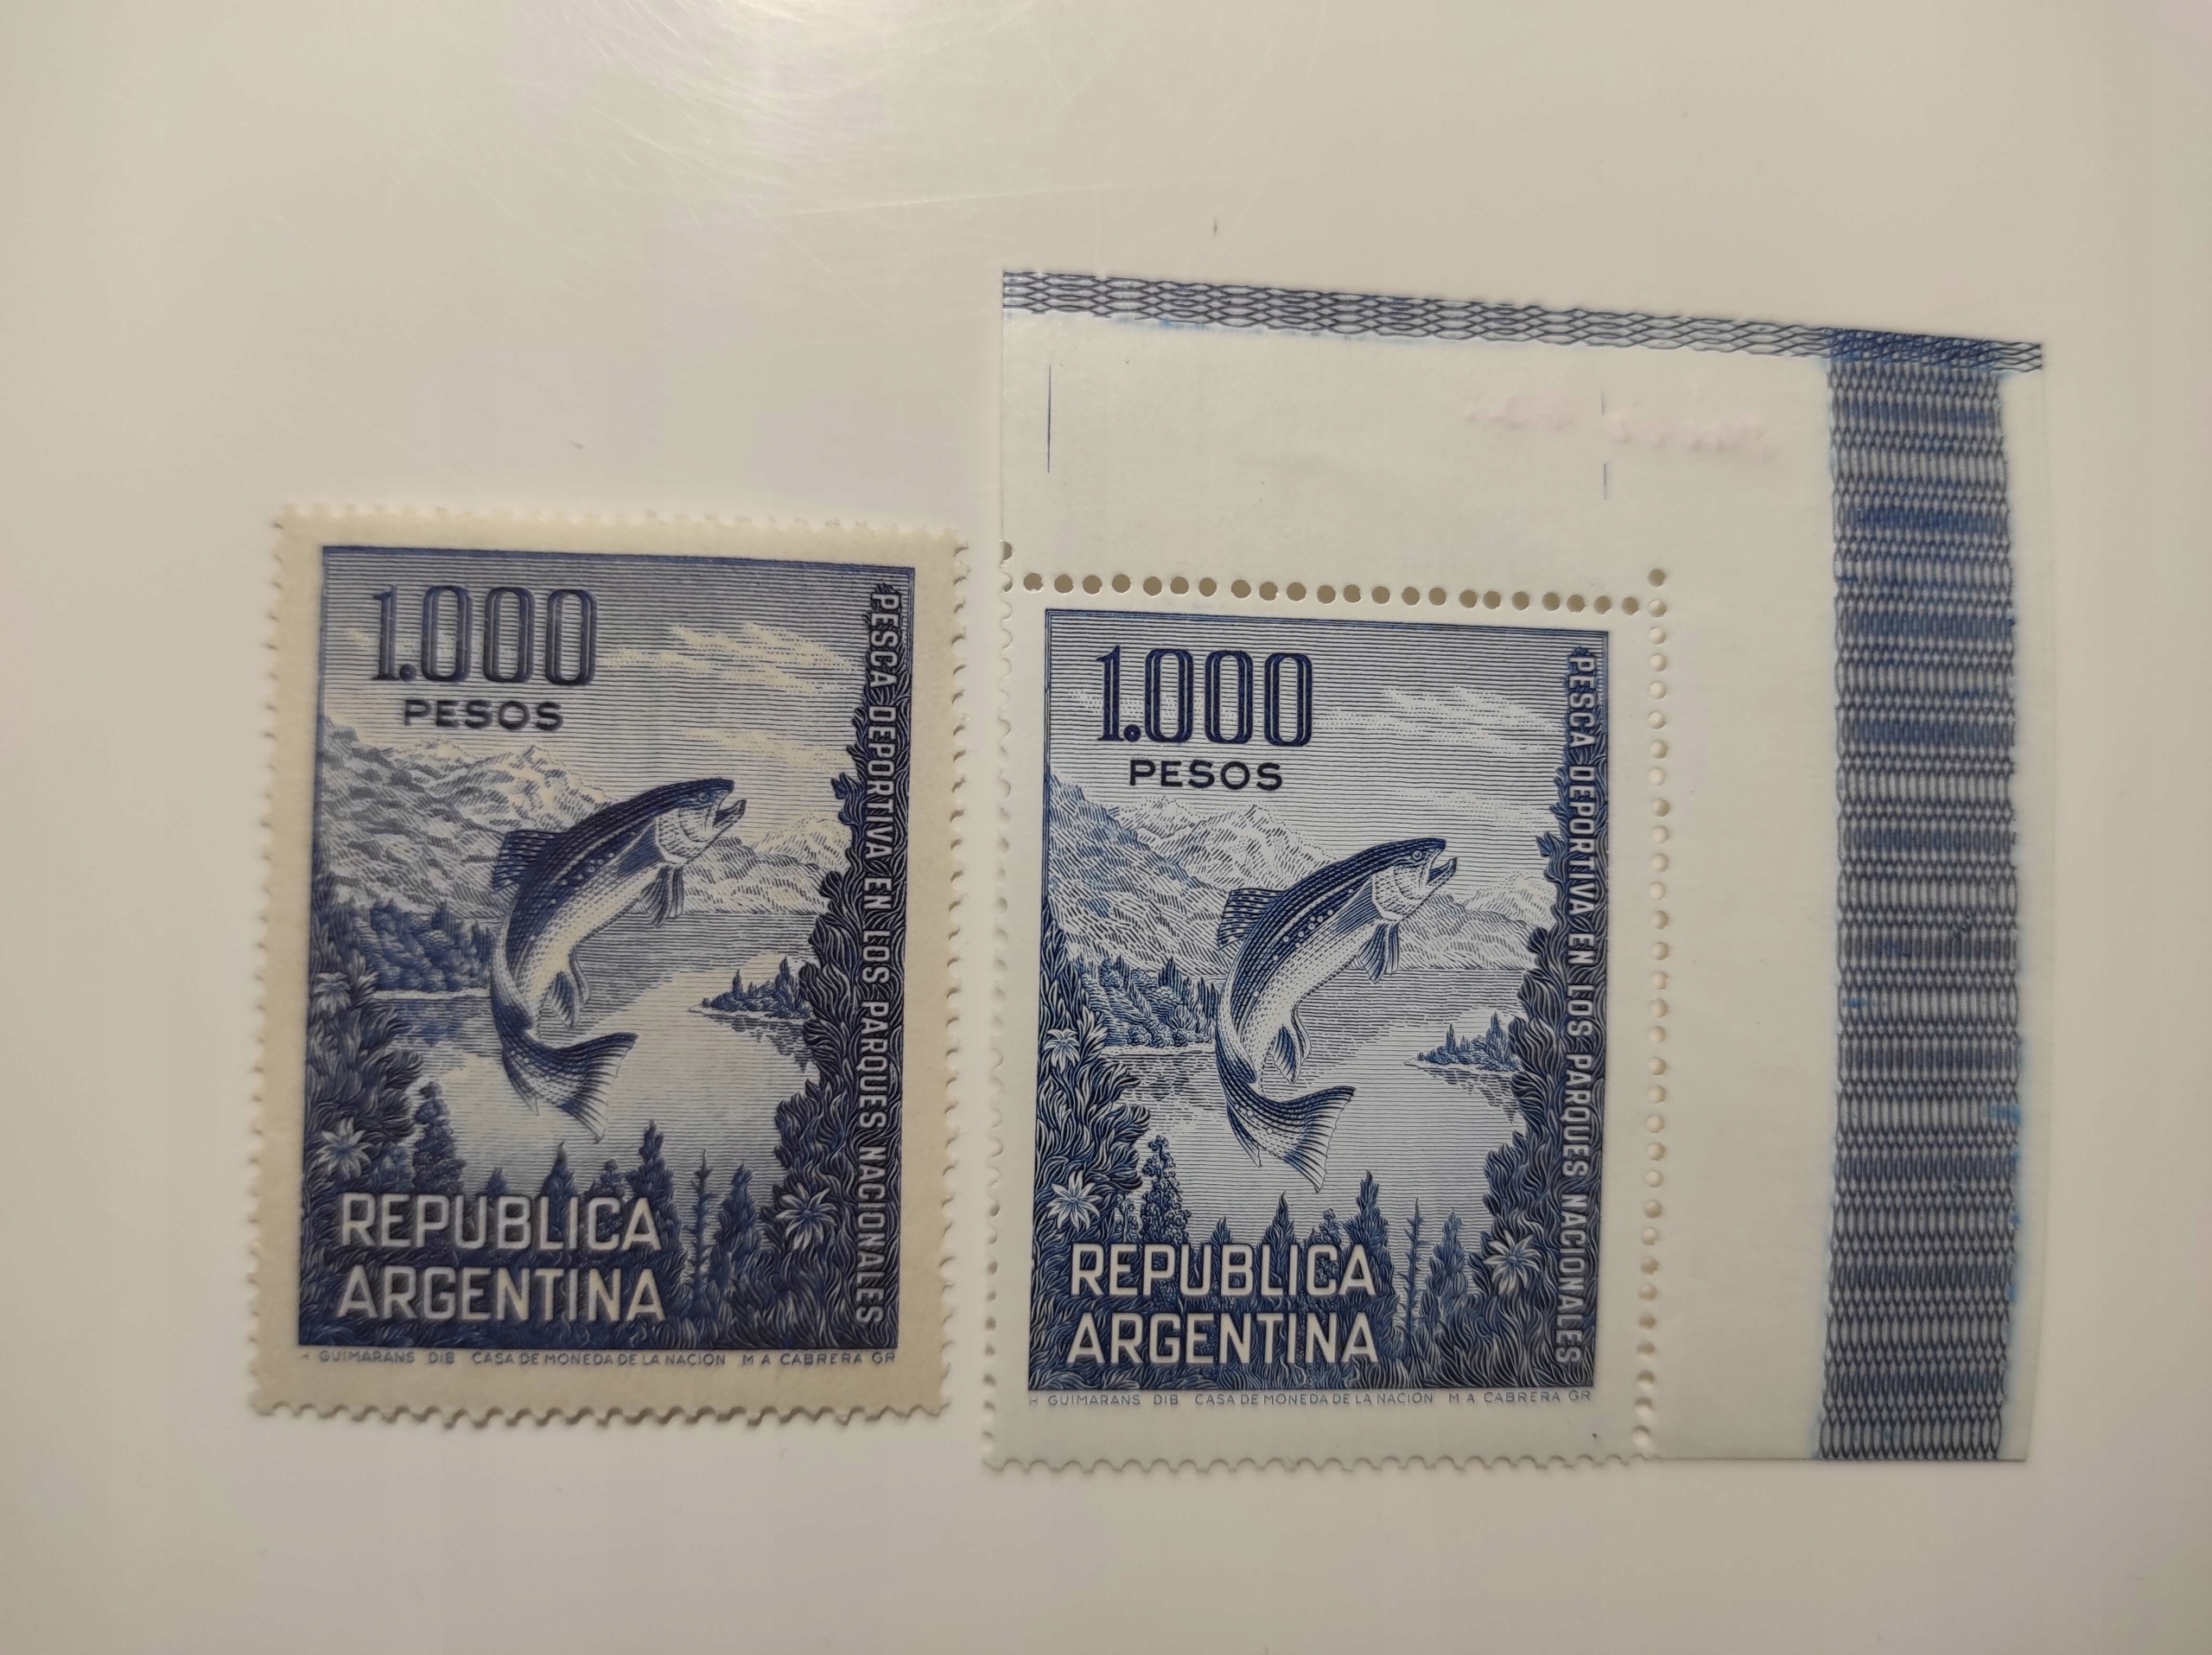 1.000
PESOS
PESCA DEPORTIVA EN LOS PARQUES NACIONALES
REPUBLICA
ARGENTINA
H GUIMARANS DIB CASA DE MONEDA DE LA NACION M A CABRERA GR
1.000
PESOS
PESCA DEPORTIVA EN LOS PARQUES NACIONALES
REPUBLICA
ARGENTINA
H GUIMARANS DIB CASA DE MONEDA DE LA NACION M A CABRERA GR